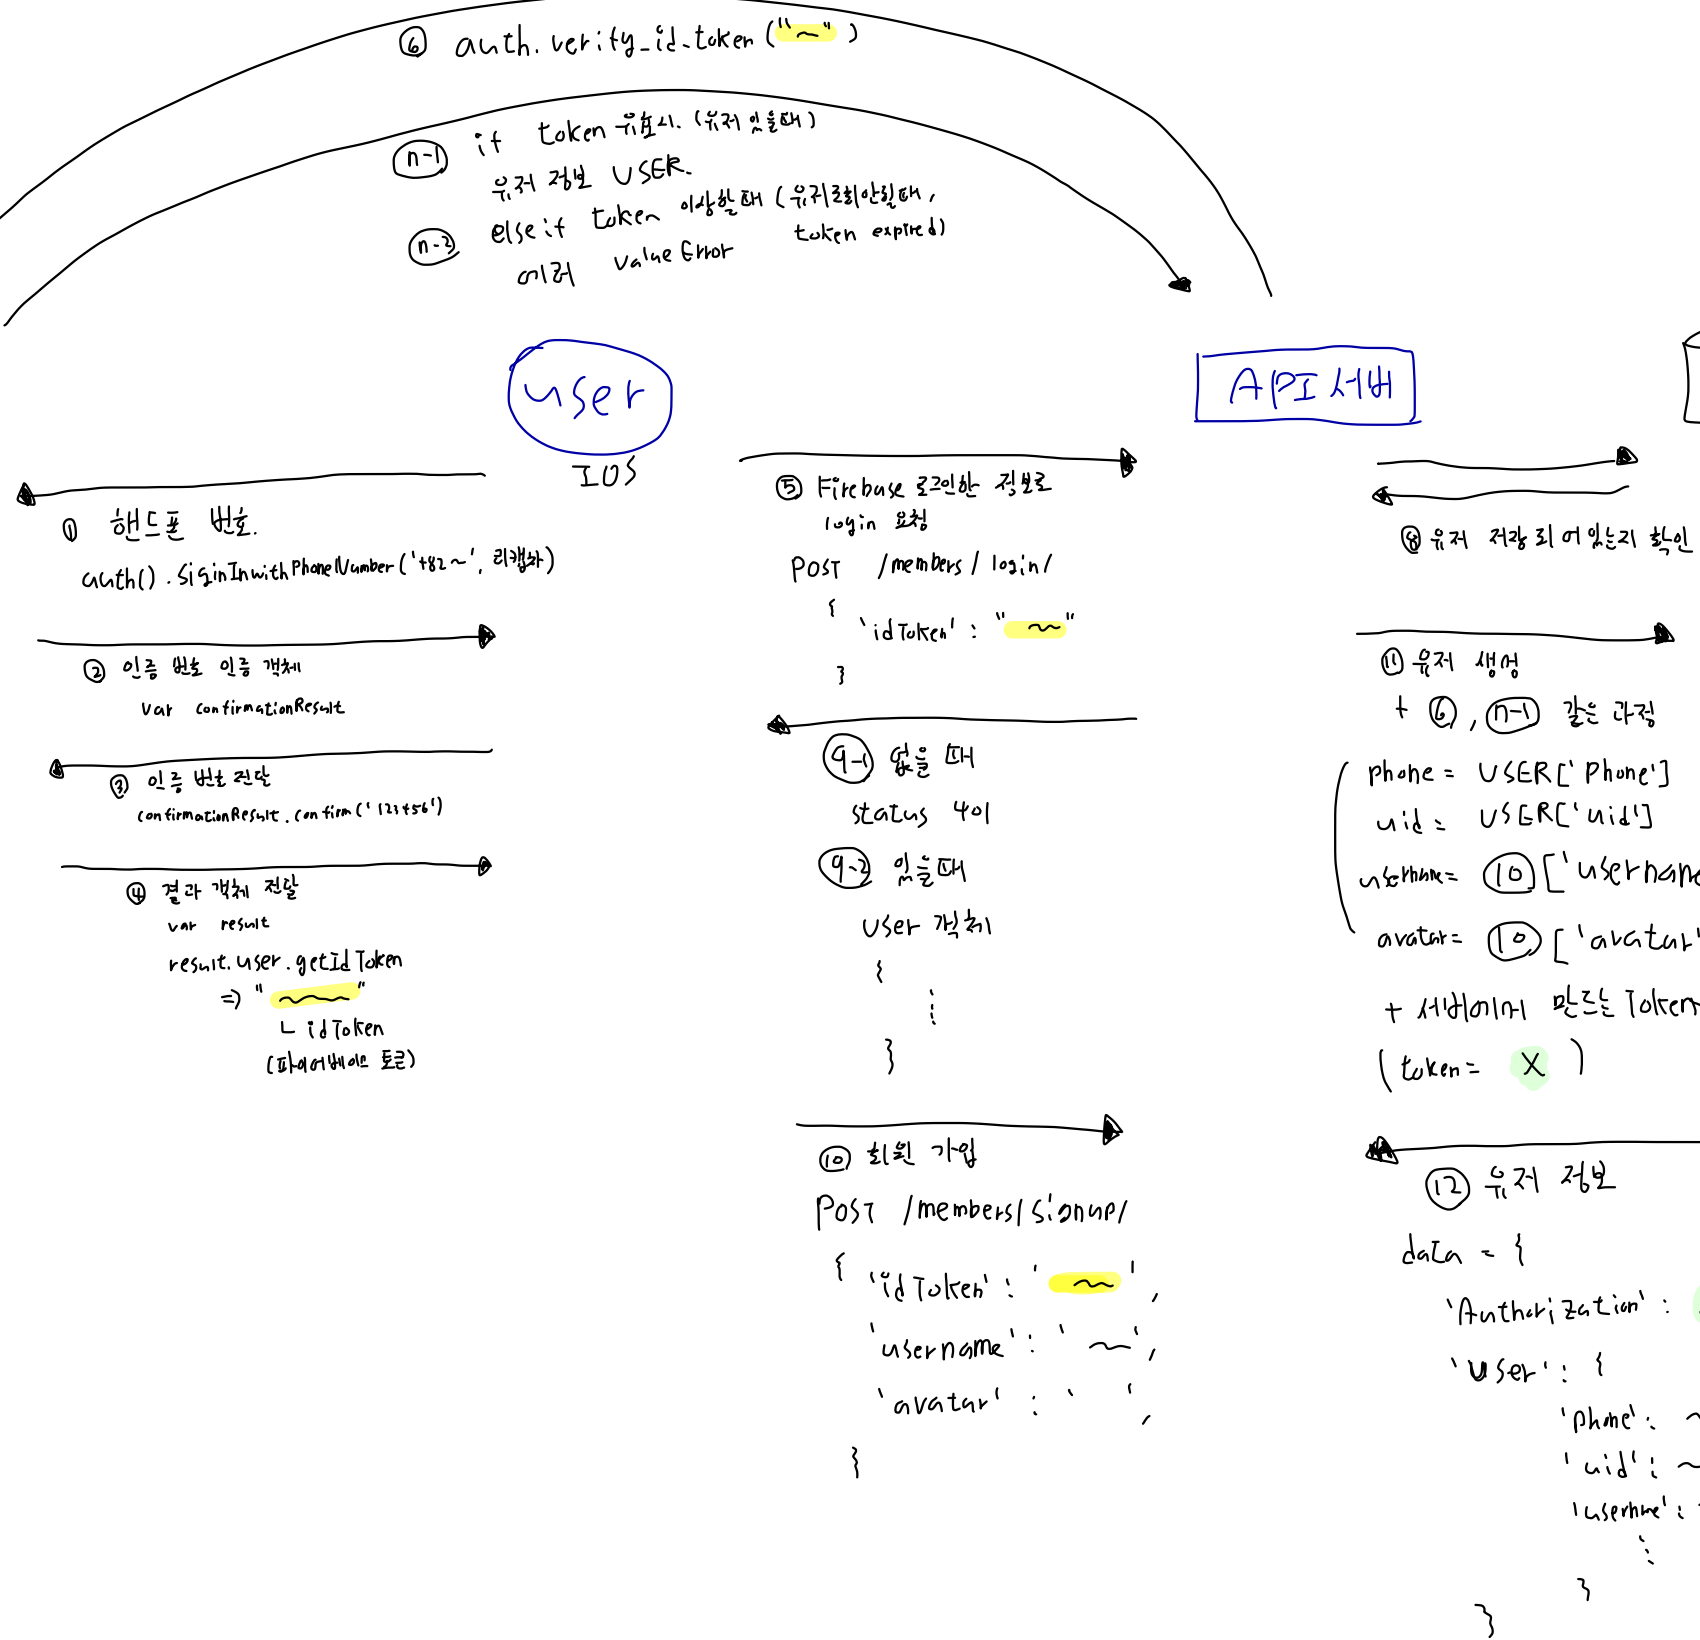 ⑥ auth.verify_id_token("~")
n-1 if token 유효시. (유저 있을때)
유저 정보 USER.
n-2 else if token 이상할때 (유저조회안될때,
token expired)
에러 Value Error
user
IOS
API 서버
① 핸드폰 번호.
auth().SiginInwithPhoneNumber('+82~', 리캡챠)
② 인증 번호 인증 객체
var confirmationResult
③ 인증 번호 전달
confirmationResult.confirm('123456')
④ 결과 객체 전달
var result
result.user.getIdToken
=> "~"
ㄴ idToken
(파이어베이스 토큰)
⑤ Firebase 로그인한 정보로
login 요청
POST /members/login/
{
'idToken' : "~"
}
9-1 없을 때
status 401
9-2 있을때
user 객체
{
⋮
}
⑩ 회원 가입
POST /members/signup/
{
'idToken' : '~',
'username' : '~',
'avatar' : ' ',
}
⑧ 유저 저장 되어 있는지 확인
⑪ 유저 생성
+ ⑥, n-1 같은 과정
phone = USER['Phone']
uid = USER['uid']
username= ⑩['username
avatar= ⑩['avatar'
+ 서버에서 만드는 Token
(token = X)
⑫ 유저 정보
data = {
'Authorization' :
'User' : {
'phone' : ~
'uid' : ~
'username' :
⋮
}
}